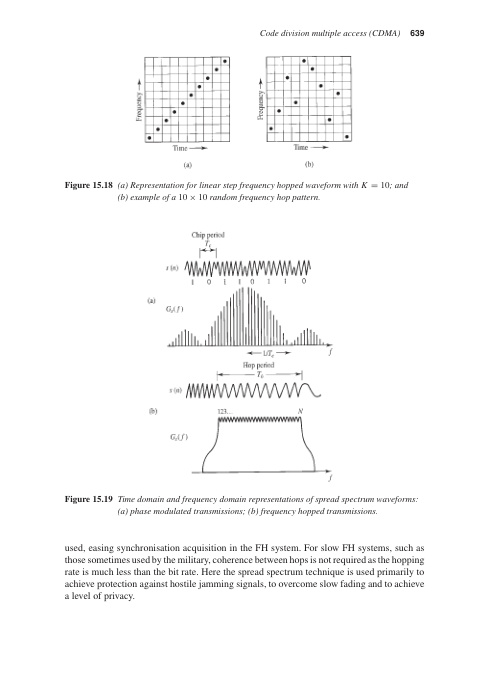 Code division multiple access (CDMA) 639
Frequency
Time
(a)
Frequency
Time
(b)
Figure 15.18 (a) Representation for linear step frequency hopped waveform with K = 10; and
(b) example of a 10 × 10 random frequency hop pattern.
Chip period
Tc
s(n)
1 0 1 1 0 1 1 0
(a)
Gs(f)
1/Tc
f
Hop period
Th
s(n)
(b)
123...
N
Gs(f)
f
Figure 15.19 Time domain and frequency domain representations of spread spectrum waveforms:
(a) phase modulated transmissions; (b) frequency hopped transmissions.
used, easing synchronisation acquisition in the FH system. For slow FH systems, such as
those sometimes used by the military, coherence between hops is not required as the hopping
rate is much less than the bit rate. Here the spread spectrum technique is used primarily to
achieve protection against hostile jamming signals, to overcome slow fading and to achieve
a level of privacy.